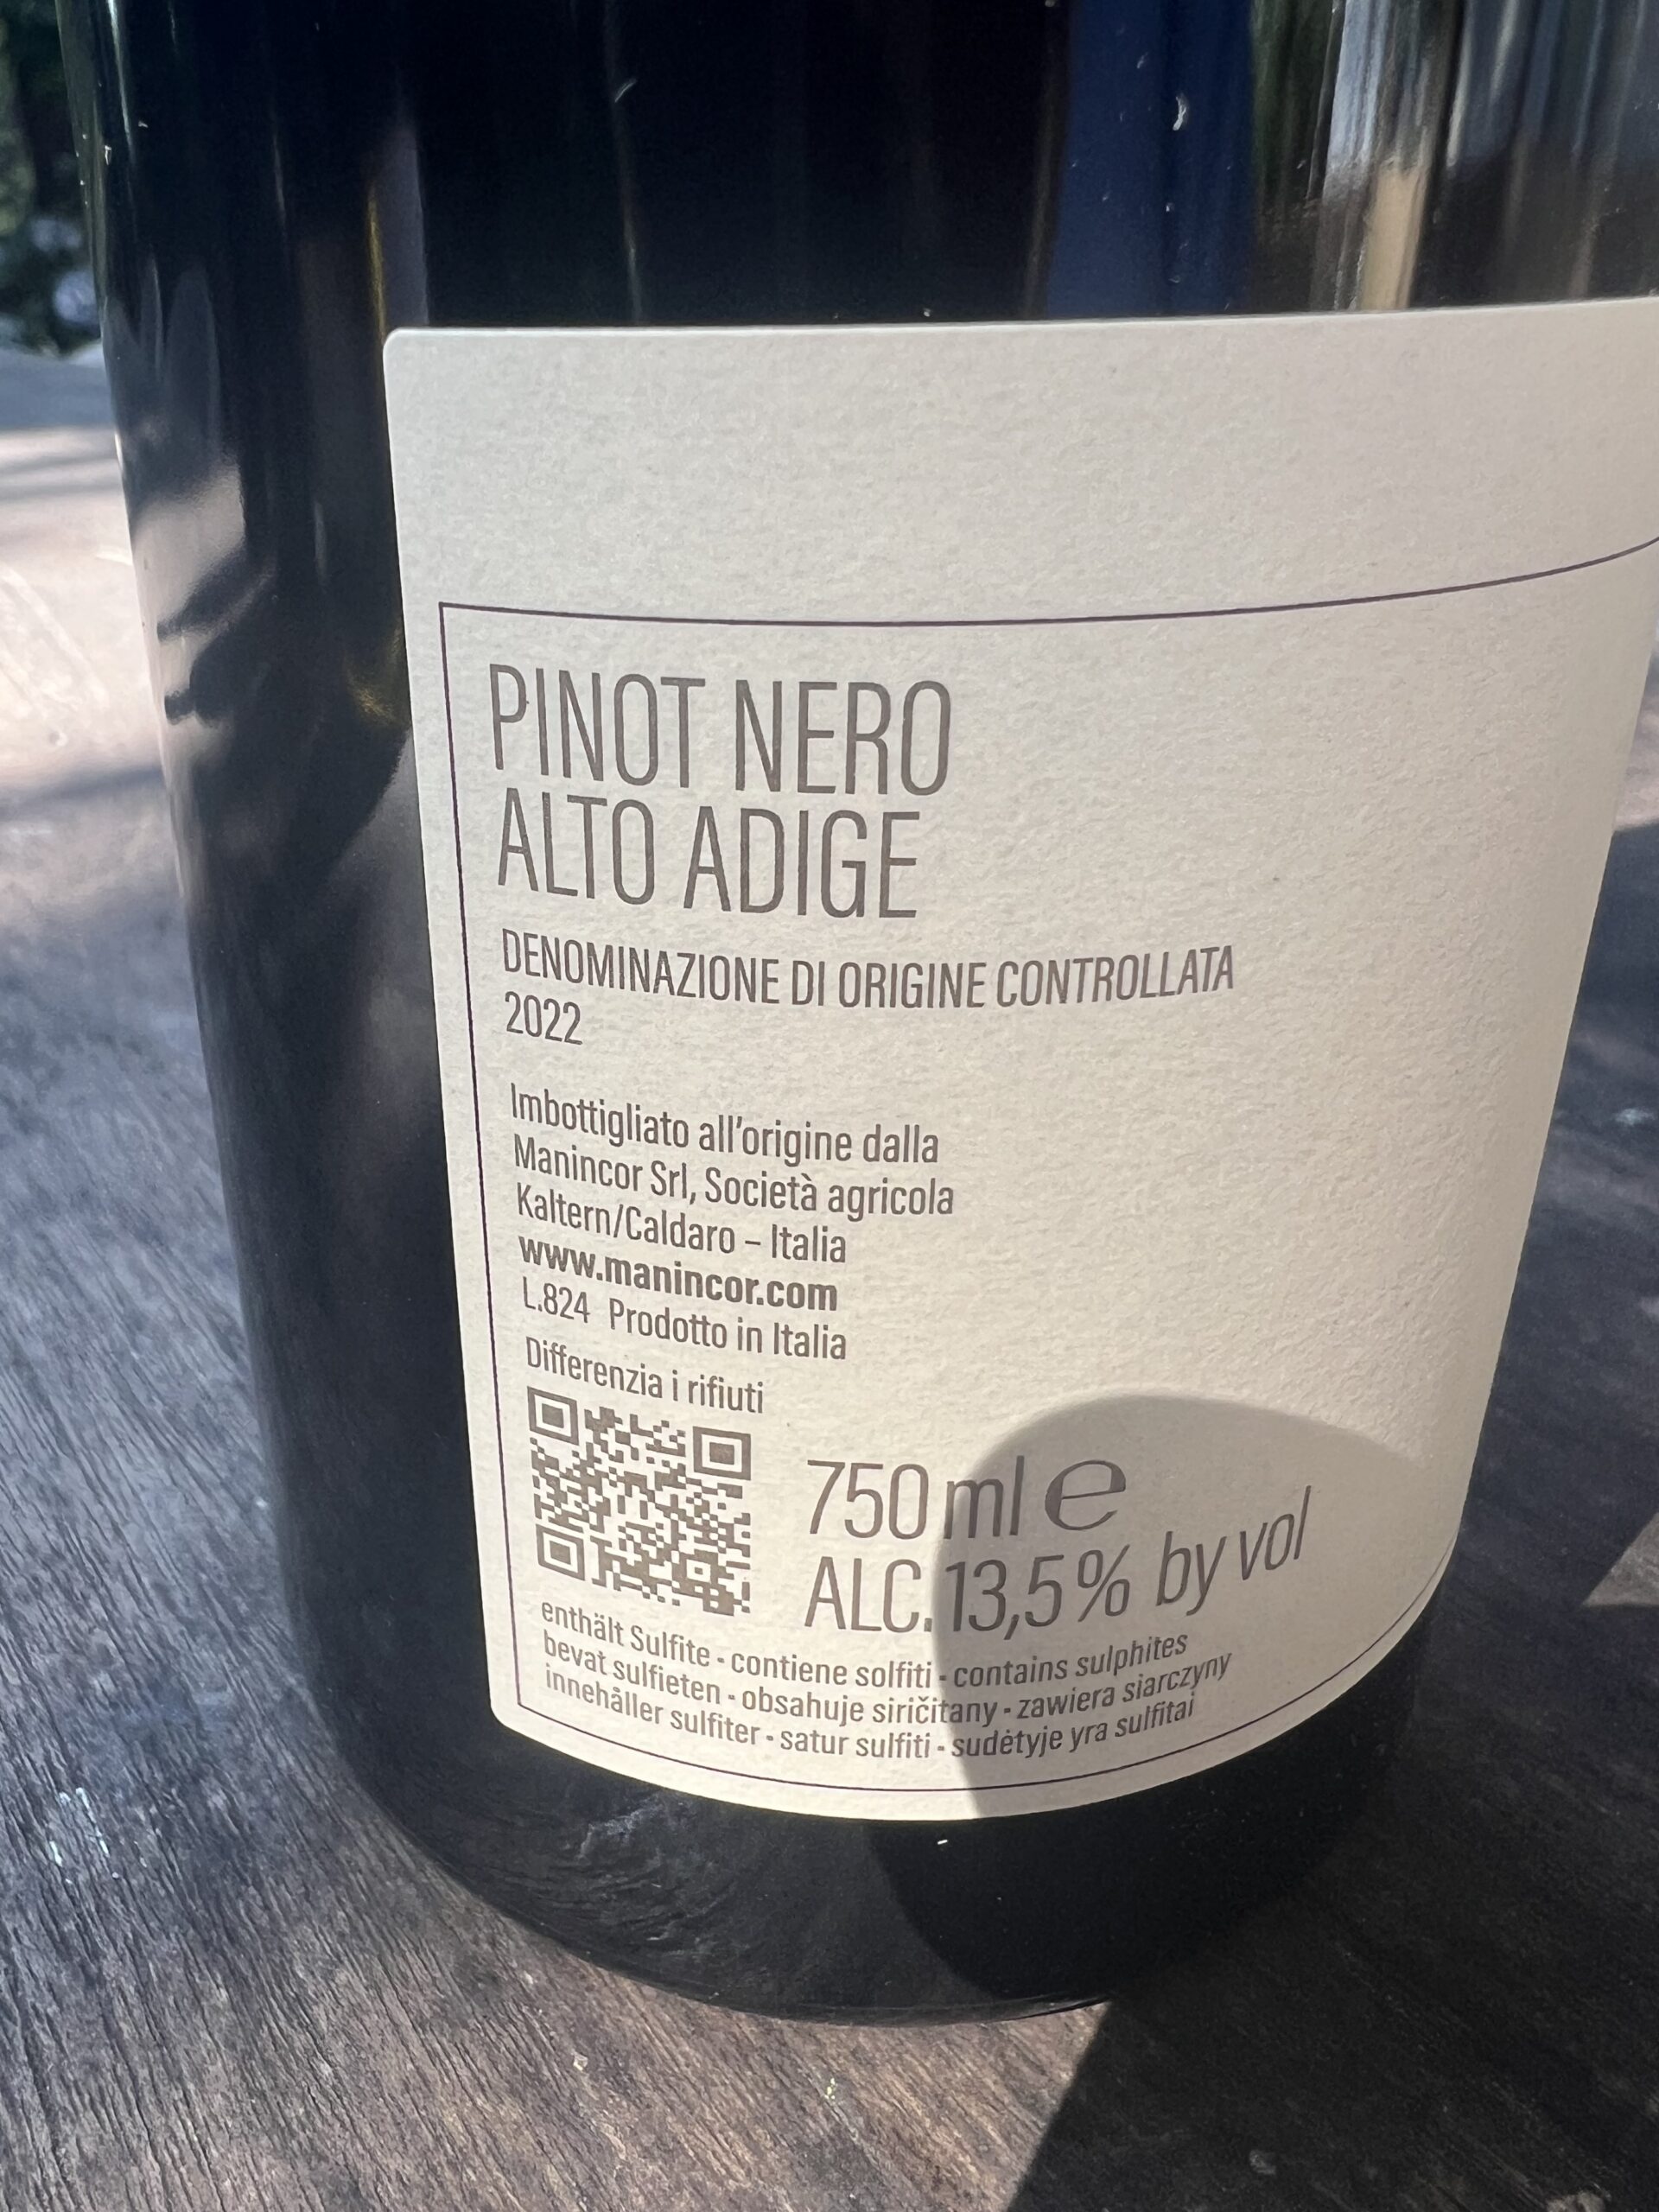 PINOT NERO
ALTO ADIGE
DENOMINAZIONE DI ORIGINE CONTROLLATA
2022
Imbottigliato all'origine dalla
Manincor Srl, Società agricola
Kaltern/Caldaro – Italia
www.manincor.com
L.824 Prodotto in Italia
Differenzia i rifiuti
750 ml e
ALC. 13,5% by vol
enthält Sulfite - contiene solfiti - contains sulphites
bevat sulfieten - obsahuje siričitany - zawiera siarczyny
innehåller sulfiter - satur sulfiti - sudėtyje yra sulfitai